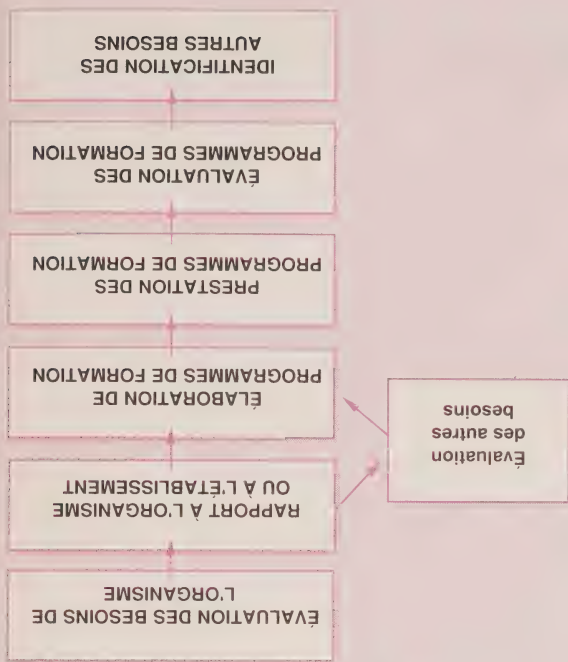 ÉVALUATION DES BESOINS DE
L'ORGANISME
RAPPORT À L'ORGANISME
OU À L'ÉTABLISSEMENT
Évaluation
des autres
besoins
ÉLABORATION DE
PROGRAMMES DE FORMATION
PRESTATION DES
PROGRAMMES DE FORMATION
ÉVALUATION DES
PROGRAMMES DE FORMATION
IDENTIFICATION DES
AUTRES BESOINS